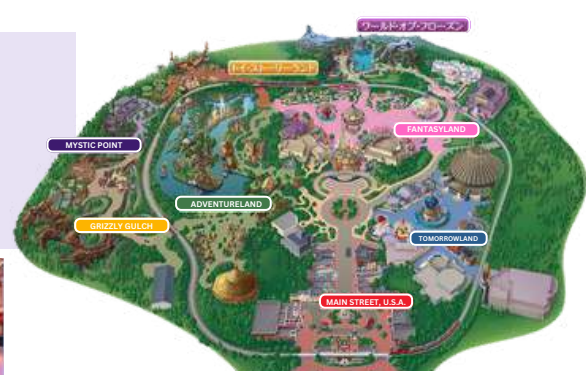 ワールド・オブ・フローズン
トイ・ストーリーランド
FANTASYLAND
MYSTIC POINT
ADVENTURELAND
GRIZZLY GULCH
TOMORROWLAND
MAIN STREET, U.S.A.